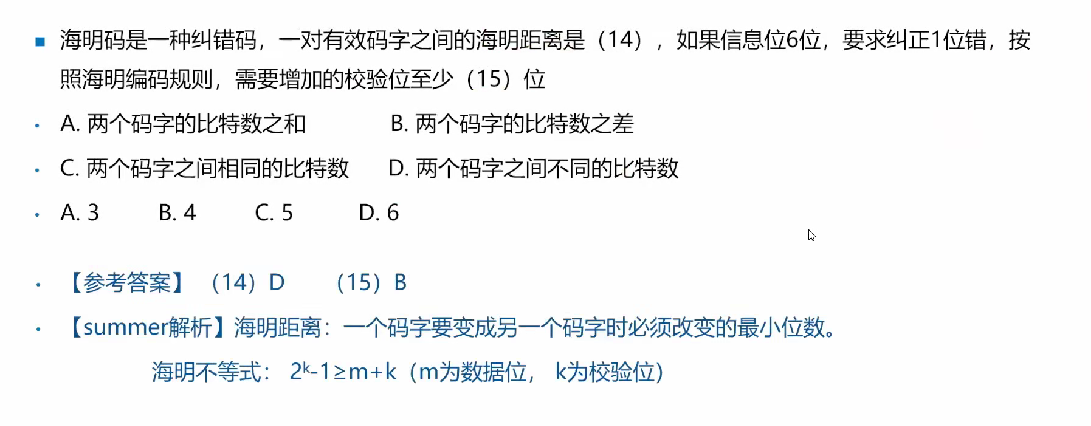 海明码是一种纠错码，一对有效码字之间的海明距离是（14），如果信息位6位，要求纠正1位错，按
照海明编码规则，需要增加的校验位至少（15）位
A. 两个码字的比特数之和 B. 两个码字的比特数之差
C. 两个码字之间相同的比特数 D. 两个码字之间不同的比特数
A. 3 B. 4 C. 5 D. 6
【参考答案】（14）D （15）B
【summer解析】海明距离：一个码字要变成另一个码字时必须改变的最小位数。
海明不等式： 2ᵏ-1≥m+k（m为数据位， k为校验位）